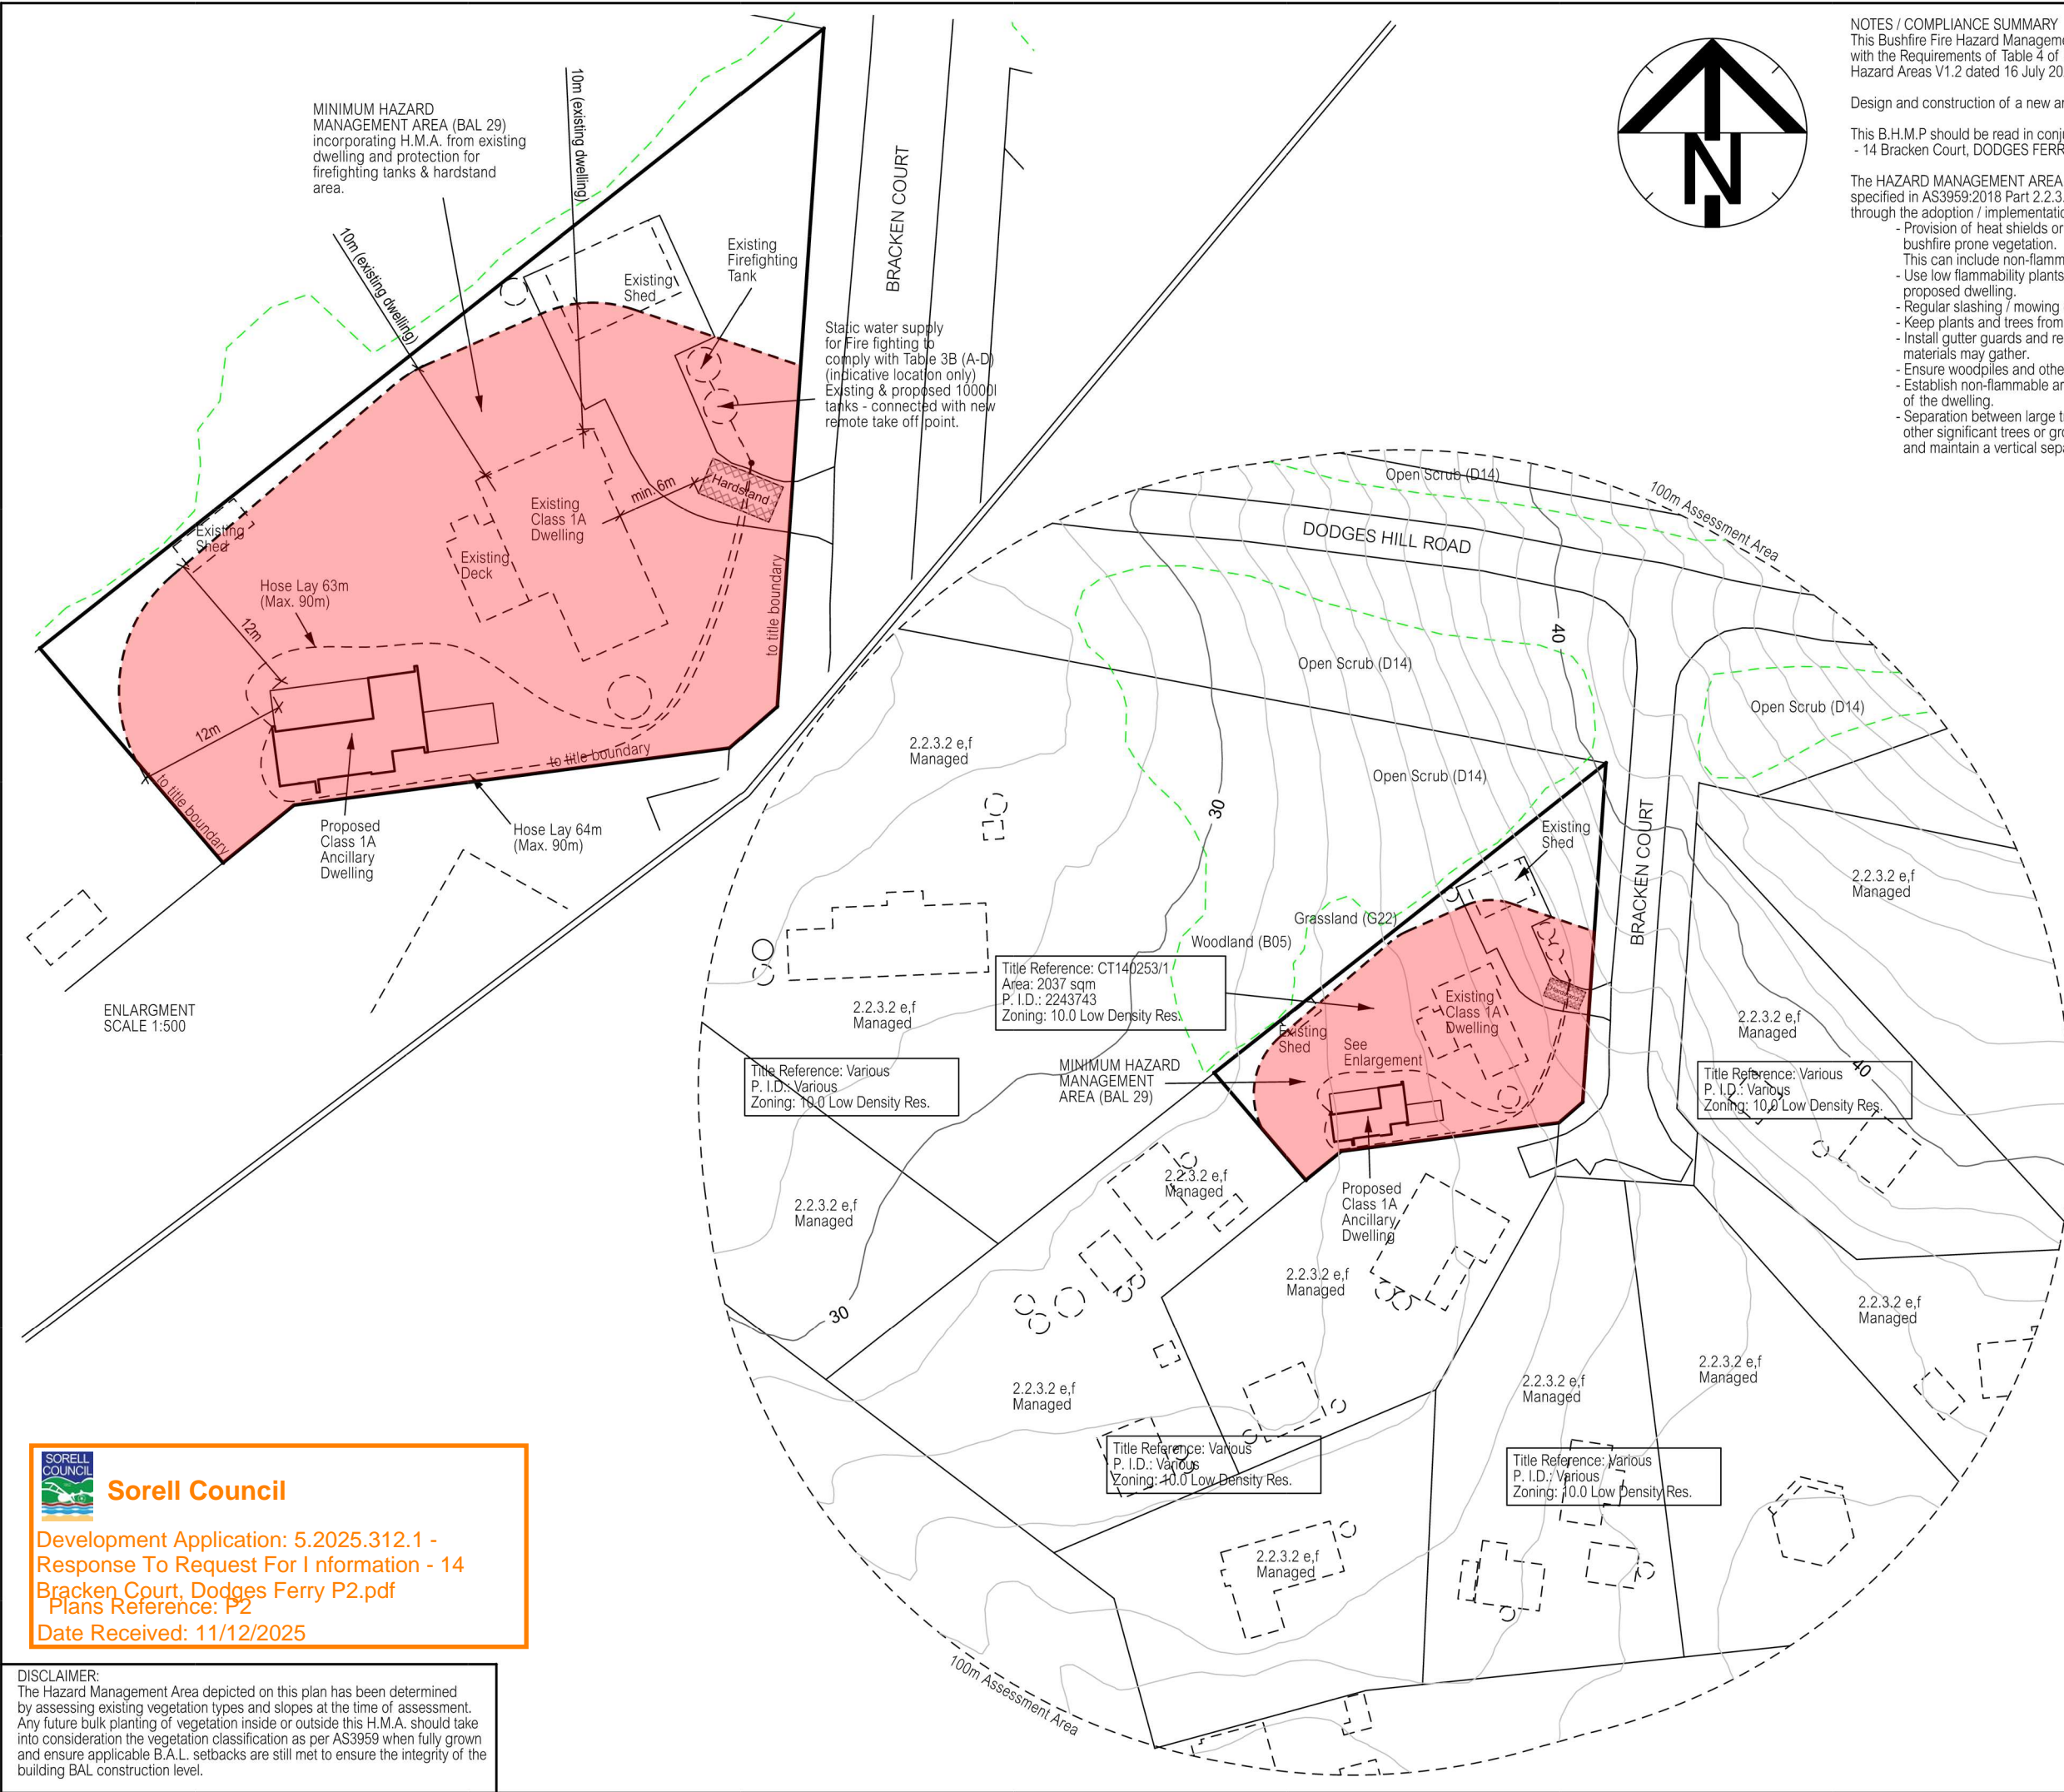 NOTES / COMPLIANCE SUMMARY
This Bushfire Fire Hazard Manageme
with the Requirements of Table 4 of
Hazard Areas V1.2 dated 16 July 20
Design and construction of a new an
This B.H.M.P should be read in conju
- 14 Bracken Court, DODGES FERR
The HAZARD MANAGEMENT AREA
specified in AS3959:2018 Part 2.2.3.
through the adoption / implementatio
- Provision of heat shields or
bushfire prone vegetation.
This can include non-flamm
- Use low flammability plants
proposed dwelling.
- Regular slashing / mowing
- Keep plants and trees from
- Install gutter guards and re
materials may gather.
- Ensure woodpiles and othe
- Establish non-flammable ar
of the dwelling.
- Separation between large t
other significant trees or gro
and maintain a vertical sepa
N
MINIMUM HAZARD
MANAGEMENT AREA (BAL 29)
incorporating H.M.A. from existing
dwelling and protection for
firefighting tanks & hardstand
area.
10m (existing dwelling)
10m (existing dwelling)
BRACKEN COURT
Existing
Firefighting
Tank
Existing
Shed
Static water supply
for Fire fighting to
comply with Table 3B (A-D)
(indicative location only)
Existing & proposed 10000l
tanks - connected with new
remote take off point.
Hardstand
min. 6m
Existing
Class 1A
Dwelling
Existing
Deck
Existing
Shed
Hose Lay 63m
(Max. 90m)
12m
12m
to title boundary
to title boundary
to title boundary
Proposed
Class 1A
Ancillary
Dwelling
Hose Lay 64m
(Max. 90m)
ENLARGMENT
SCALE 1:500
Open Scrub (D14)
100m Assessment Area
DODGES HILL ROAD
40
Open Scrub (D14)
Open Scrub (D14)
2.2.3.2 e,f
Managed
Open Scrub (D14)
30
BRACKEN COURT
Existing
Shed
2.2.3.2 e,f
Managed
Grassland (G22)
Woodland (B05)
Title Reference: CT140253/1
Area: 2037 sqm
P. I.D.: 2243743
Zoning: 10.0 Low Density Res.
Existing
Class 1A
Dwelling
Hardstand
2.2.3.2 e,f
Managed
2.2.3.2 e,f
Managed
Existing
Shed
See
Enlargement
MINIMUM HAZARD
MANAGEMENT
AREA (BAL 29)
Title Reference: Various
P. I.D.: Various
Zoning: 10.0 Low Density Res.
Title Reference: Various
P. I.D.: Various
Zoning: 10.0 Low Density Res.
40
2.2.3.2 e,f
Managed
2.2.3.2 e,f
Managed
Proposed
Class 1A
Ancillary
Dwelling
2.2.3.2 e,f
Managed
30
2.2.3.2 e,f
Managed
2.2.3.2 e,f
Managed
2.2.3.2 e,f
Managed
2.2.3.2 e,f
Managed
Title Reference: Various
P. I.D.: Various
Zoning: 10.0 Low Density Res.
Title Reference: Various
P. I.D.: Various
Zoning: 10.0 Low Density Res.
2.2.3.2 e,f
Managed
100m Assessment Area
SORELL
COUNCIL
Sorell Council
Development Application: 5.2025.312.1 -
Response To Request For I nformation - 14
Bracken Court, Dodges Ferry P2.pdf
Plans Reference: P2
Date Received: 11/12/2025
DISCLAIMER:
The Hazard Management Area depicted on this plan has been determined
by assessing existing vegetation types and slopes at the time of assessment.
Any future bulk planting of vegetation inside or outside this H.M.A. should take
into consideration the vegetation classification as per AS3959 when fully grown
and ensure applicable B.A.L. setbacks are still met to ensure the integrity of the
building BAL construction level.